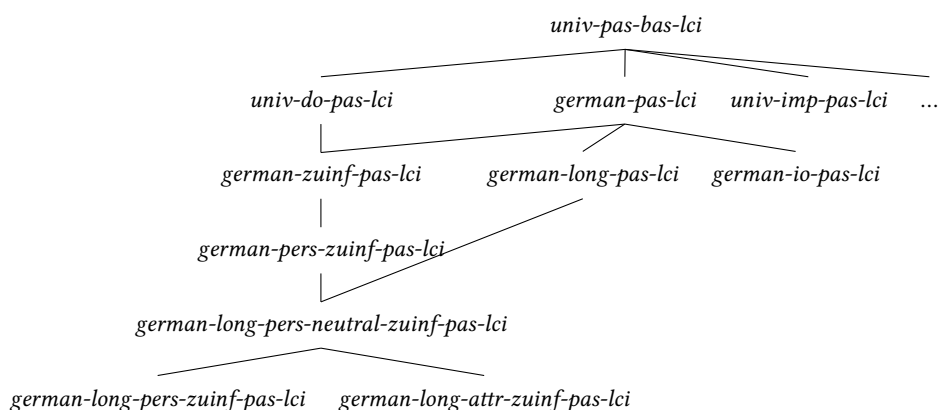 univ-pas-bas-lci
univ-do-pas-lci german-pas-lci univ-imp-pas-lci ...
german-zuinf-pas-lci german-long-pas-lci german-io-pas-lci
german-pers-zuinf-pas-lci
german-long-pers-neutral-zuinf-pas-lci
german-long-pers-zuinf-pas-lci german-long-attr-zuinf-pas-lci